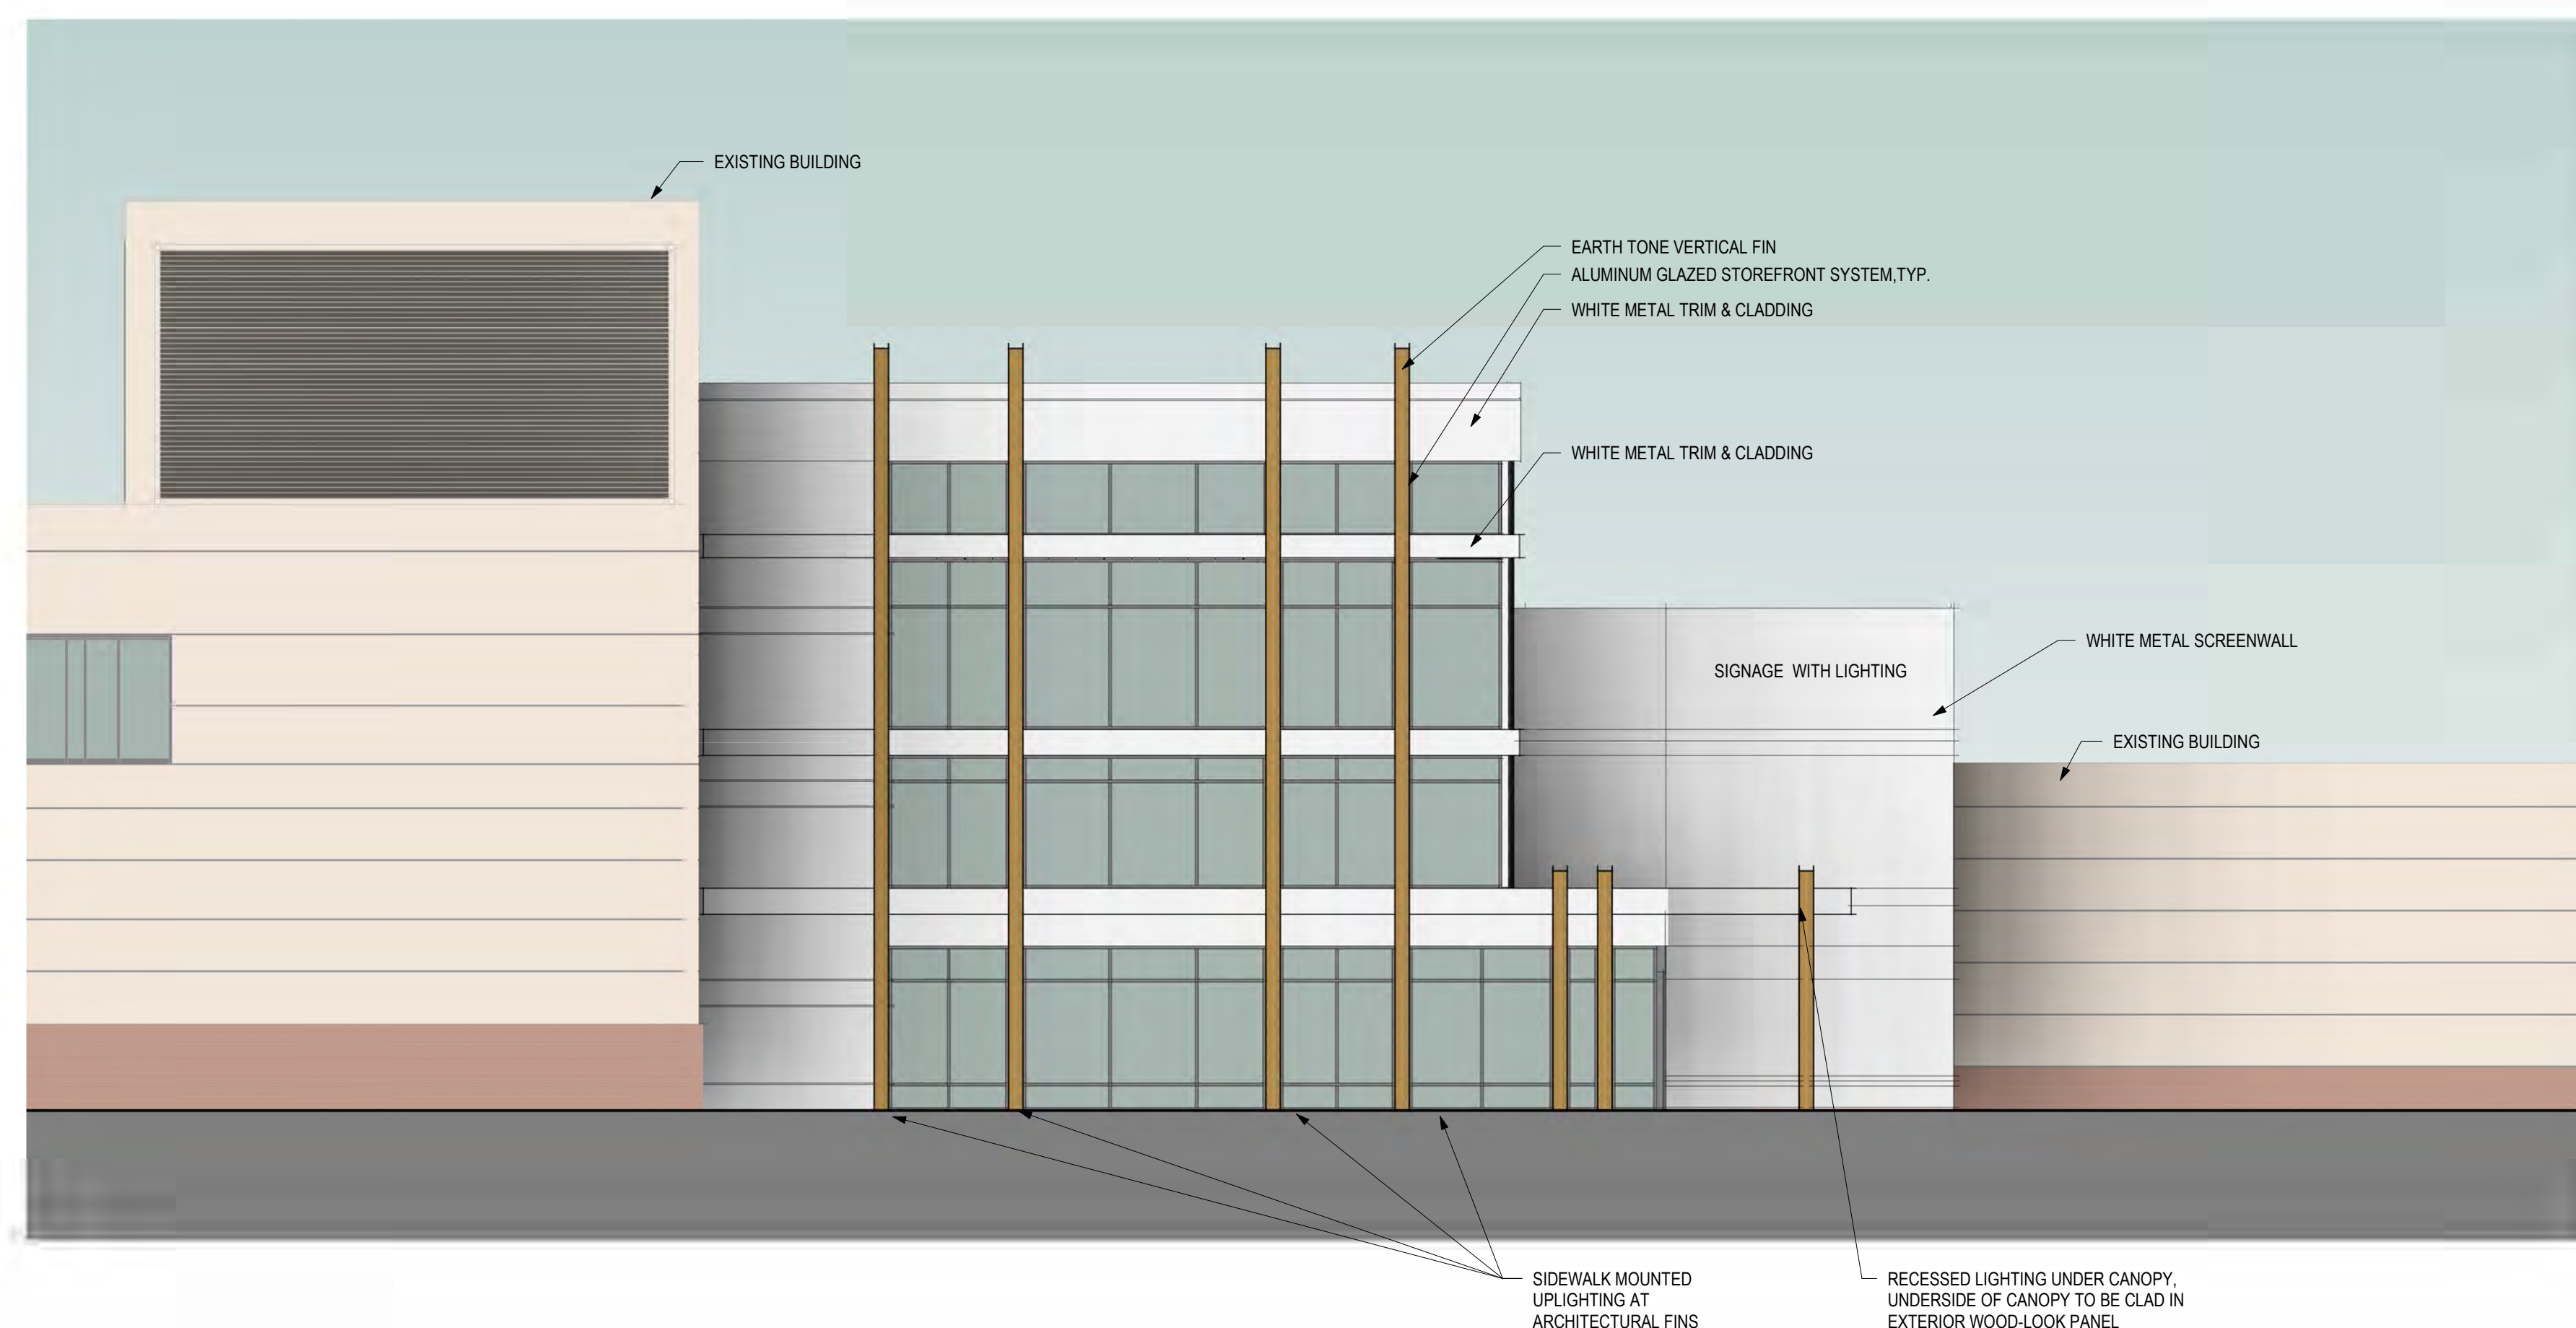 EXISTING BUILDING
EARTH TONE VERTICAL FIN
ALUMINUM GLAZED STOREFRONT SYSTEM,TYP.
WHITE METAL TRIM & CLADDING
WHITE METAL TRIM & CLADDING
WHITE METAL SCREENWALL
SIGNAGE WITH LIGHTING
EXISTING BUILDING
SIDEWALK MOUNTED
UPLIGHTING AT
ARCHITECTURAL FINS
RECESSED LIGHTING UNDER CANOPY,
UNDERSIDE OF CANOPY TO BE CLAD IN
EXTERIOR WOOD-LOOK PANEL